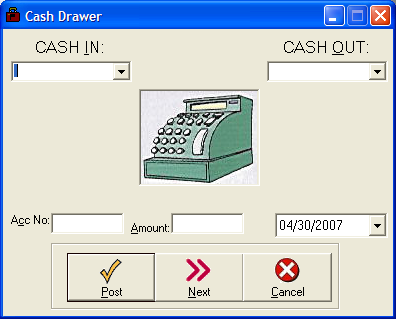 Cash Drawer
CASH IN: CASH OUT:
Acc No: Amount: 04/30/2007
Post Next Cancel